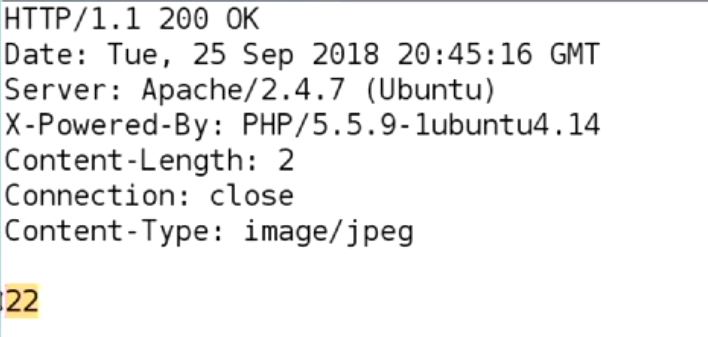 HTTP/1.1 200 OK
Date: Tue, 25 Sep 2018 20:45:16 GMT
Server: Apache/2.4.7 (Ubuntu)
X-Powered-By: PHP/5.5.9-1ubuntu4.14
Content-Length: 2
Connection: close
Content-Type: image/jpeg
22